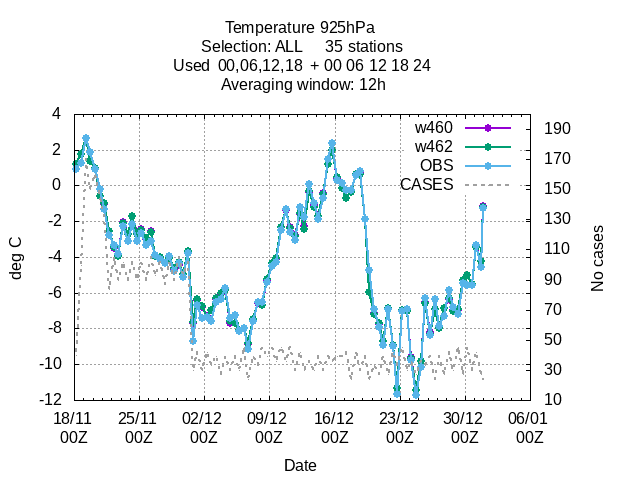 Temperature 925hPa
Selection: ALL 35 stations
Used 00,06,12,18 + 00 06 12 18 24
Averaging window: 12h
w460
w462
OBS
CASES
4
2
0
-2
-4
-6
-8
-10
-12
deg C
190
170
150
130
110
90
70
50
30
10
No cases
18/11 25/11 02/12 09/12 16/12 23/12 30/12 06/01
00Z 00Z 00Z 00Z 00Z 00Z 00Z 00Z
Date